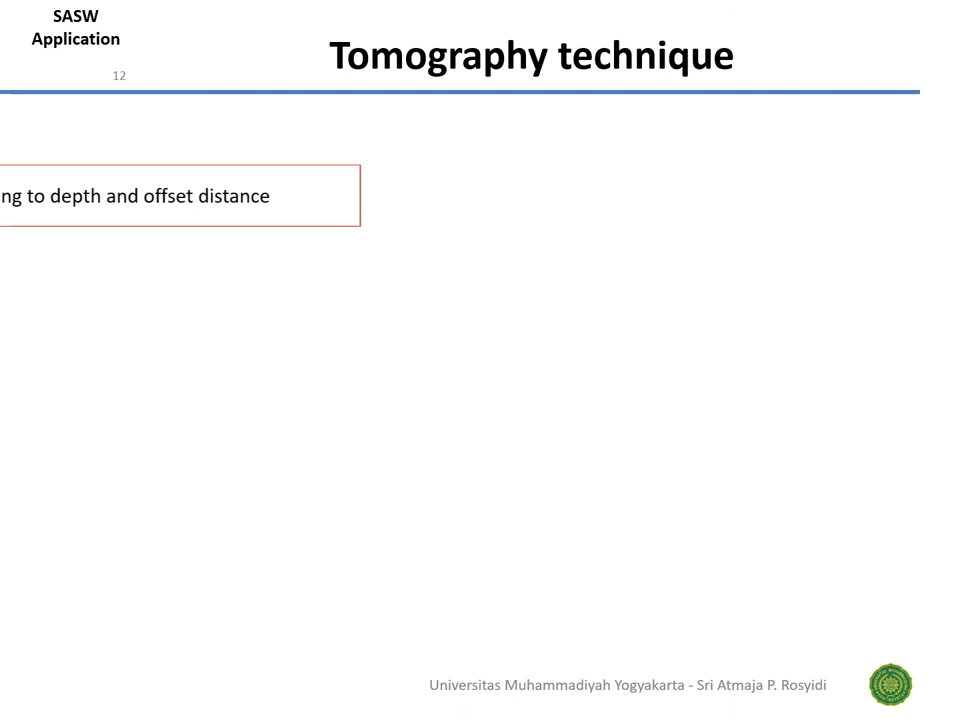 SASW
Application
Tomography technique
12
ng to depth and offset distance
Universitas Muhammadiyah Yogyakarta - Sri Atmaja P. Rosyidi